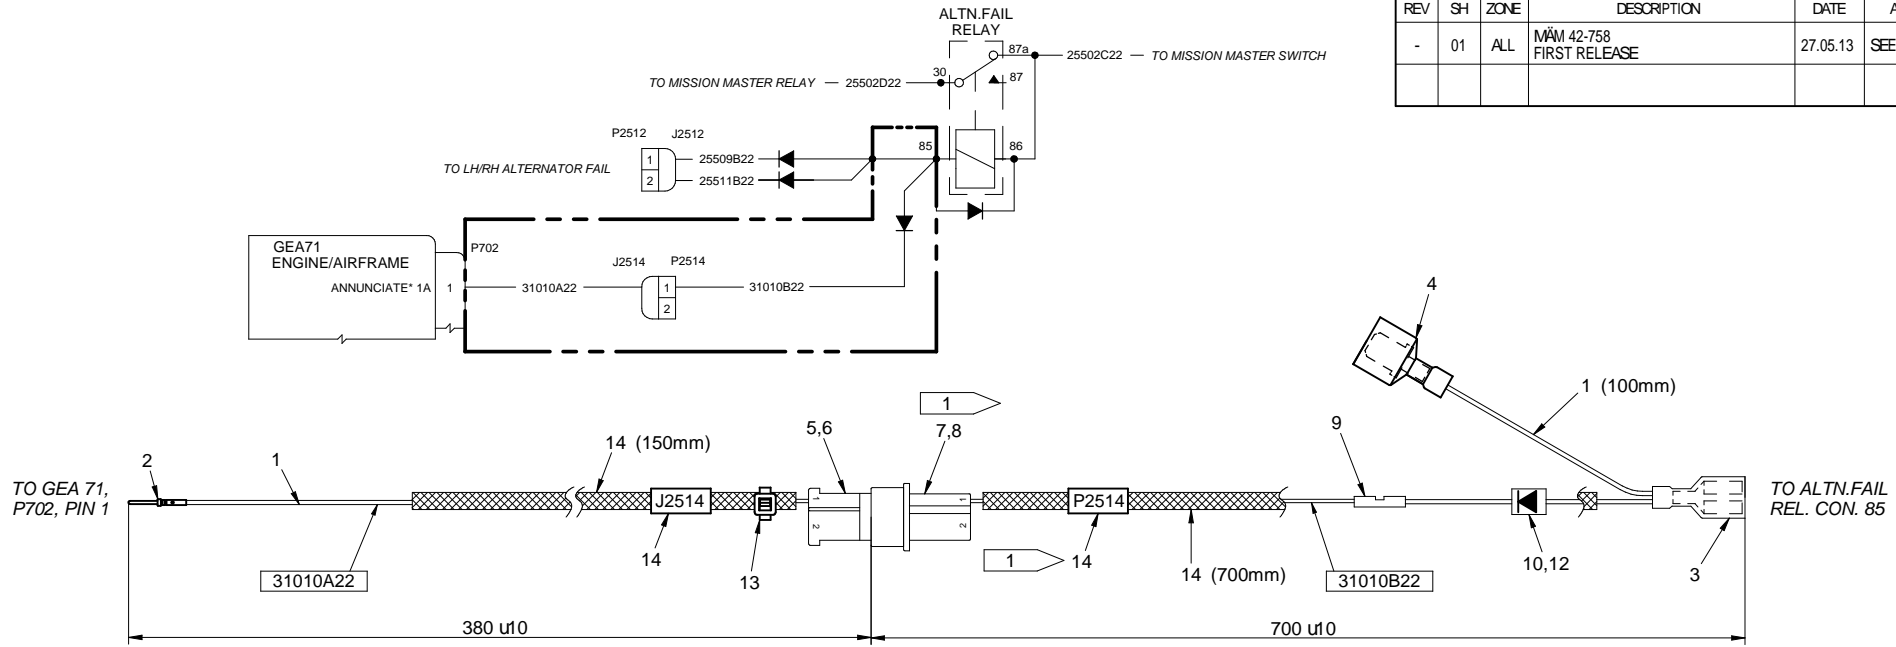 ALTN.FAIL
RELAY
REV SH ZONE DESCRIPTION DATE
- 01 ALL MÄM 42-758
FIRST RELEASE 27.05.13 SEE
87a
25502C22 TO MISSION MASTER SWITCH
TO MISSION MASTER RELAY 25502D22 30
87
P2512 J2512
TO LH/RH ALTERNATOR FAIL
1 25509B22
2 25511B22
85 86
GEA71
ENGINE/AIRFRAME
ANNUNCIATE* 1A 1
P702
31010A22
J2514 P2514
1
2
31010B22
4
1 (100mm)
1
2 1 14 (150mm) 5,6 7,8 9
TO GEA 71,
P702, PIN 1
J2514
1
2
1
2
P2514
TO ALTN.FAIL
REL. CON. 85
31010A22
14
13
1
14
14 (700mm)
31010B22
10,12
3
380 u10
700 u10